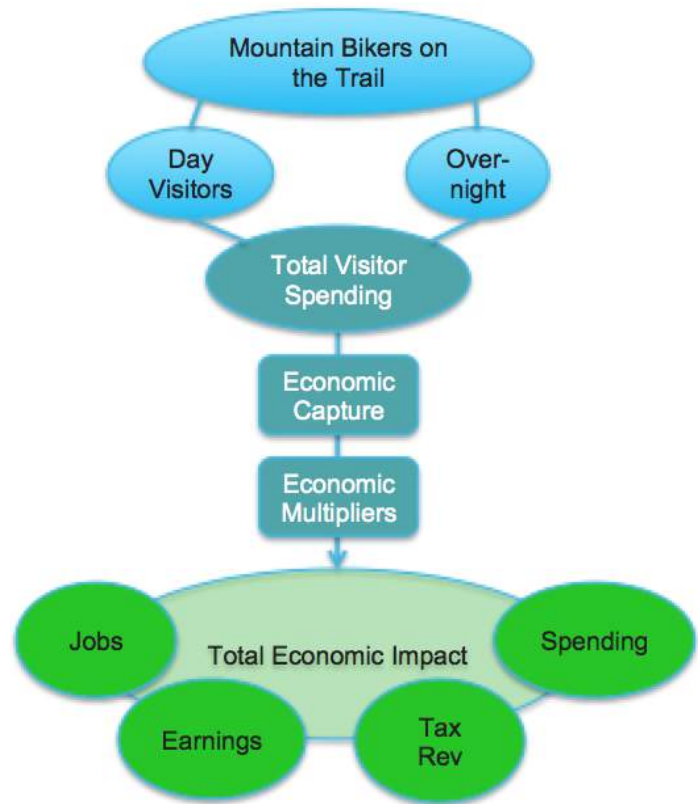 Mountain Bikers on
the Trail
Day
Visitors
Over-
night
Total Visitor
Spending
Economic
Capture
Economic
Multipliers
Jobs
Total Economic Impact
Spending
Earnings
Tax
Rev